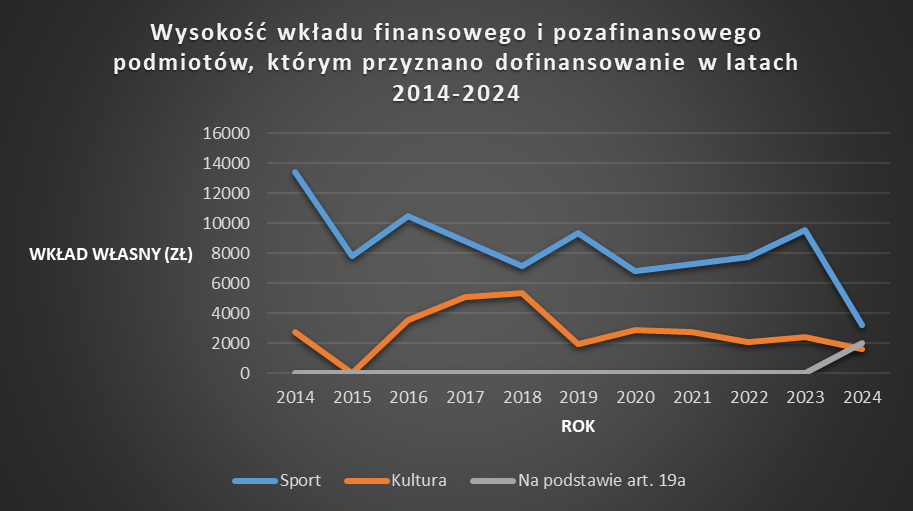 Wysokość wkładu finansowego i pozafinansowego
podmiotów, którym przyznano dofinansowanie w latach
2014-2024
16000
14000
12000
10000
WKŁAD WŁASNY (ZŁ) 8000
6000
4000
2000
0
2014 2015 2016 2017 2018 2019 2020 2021 2022 2023 2024
ROK
Sport Kultura Na podstawie art. 19a